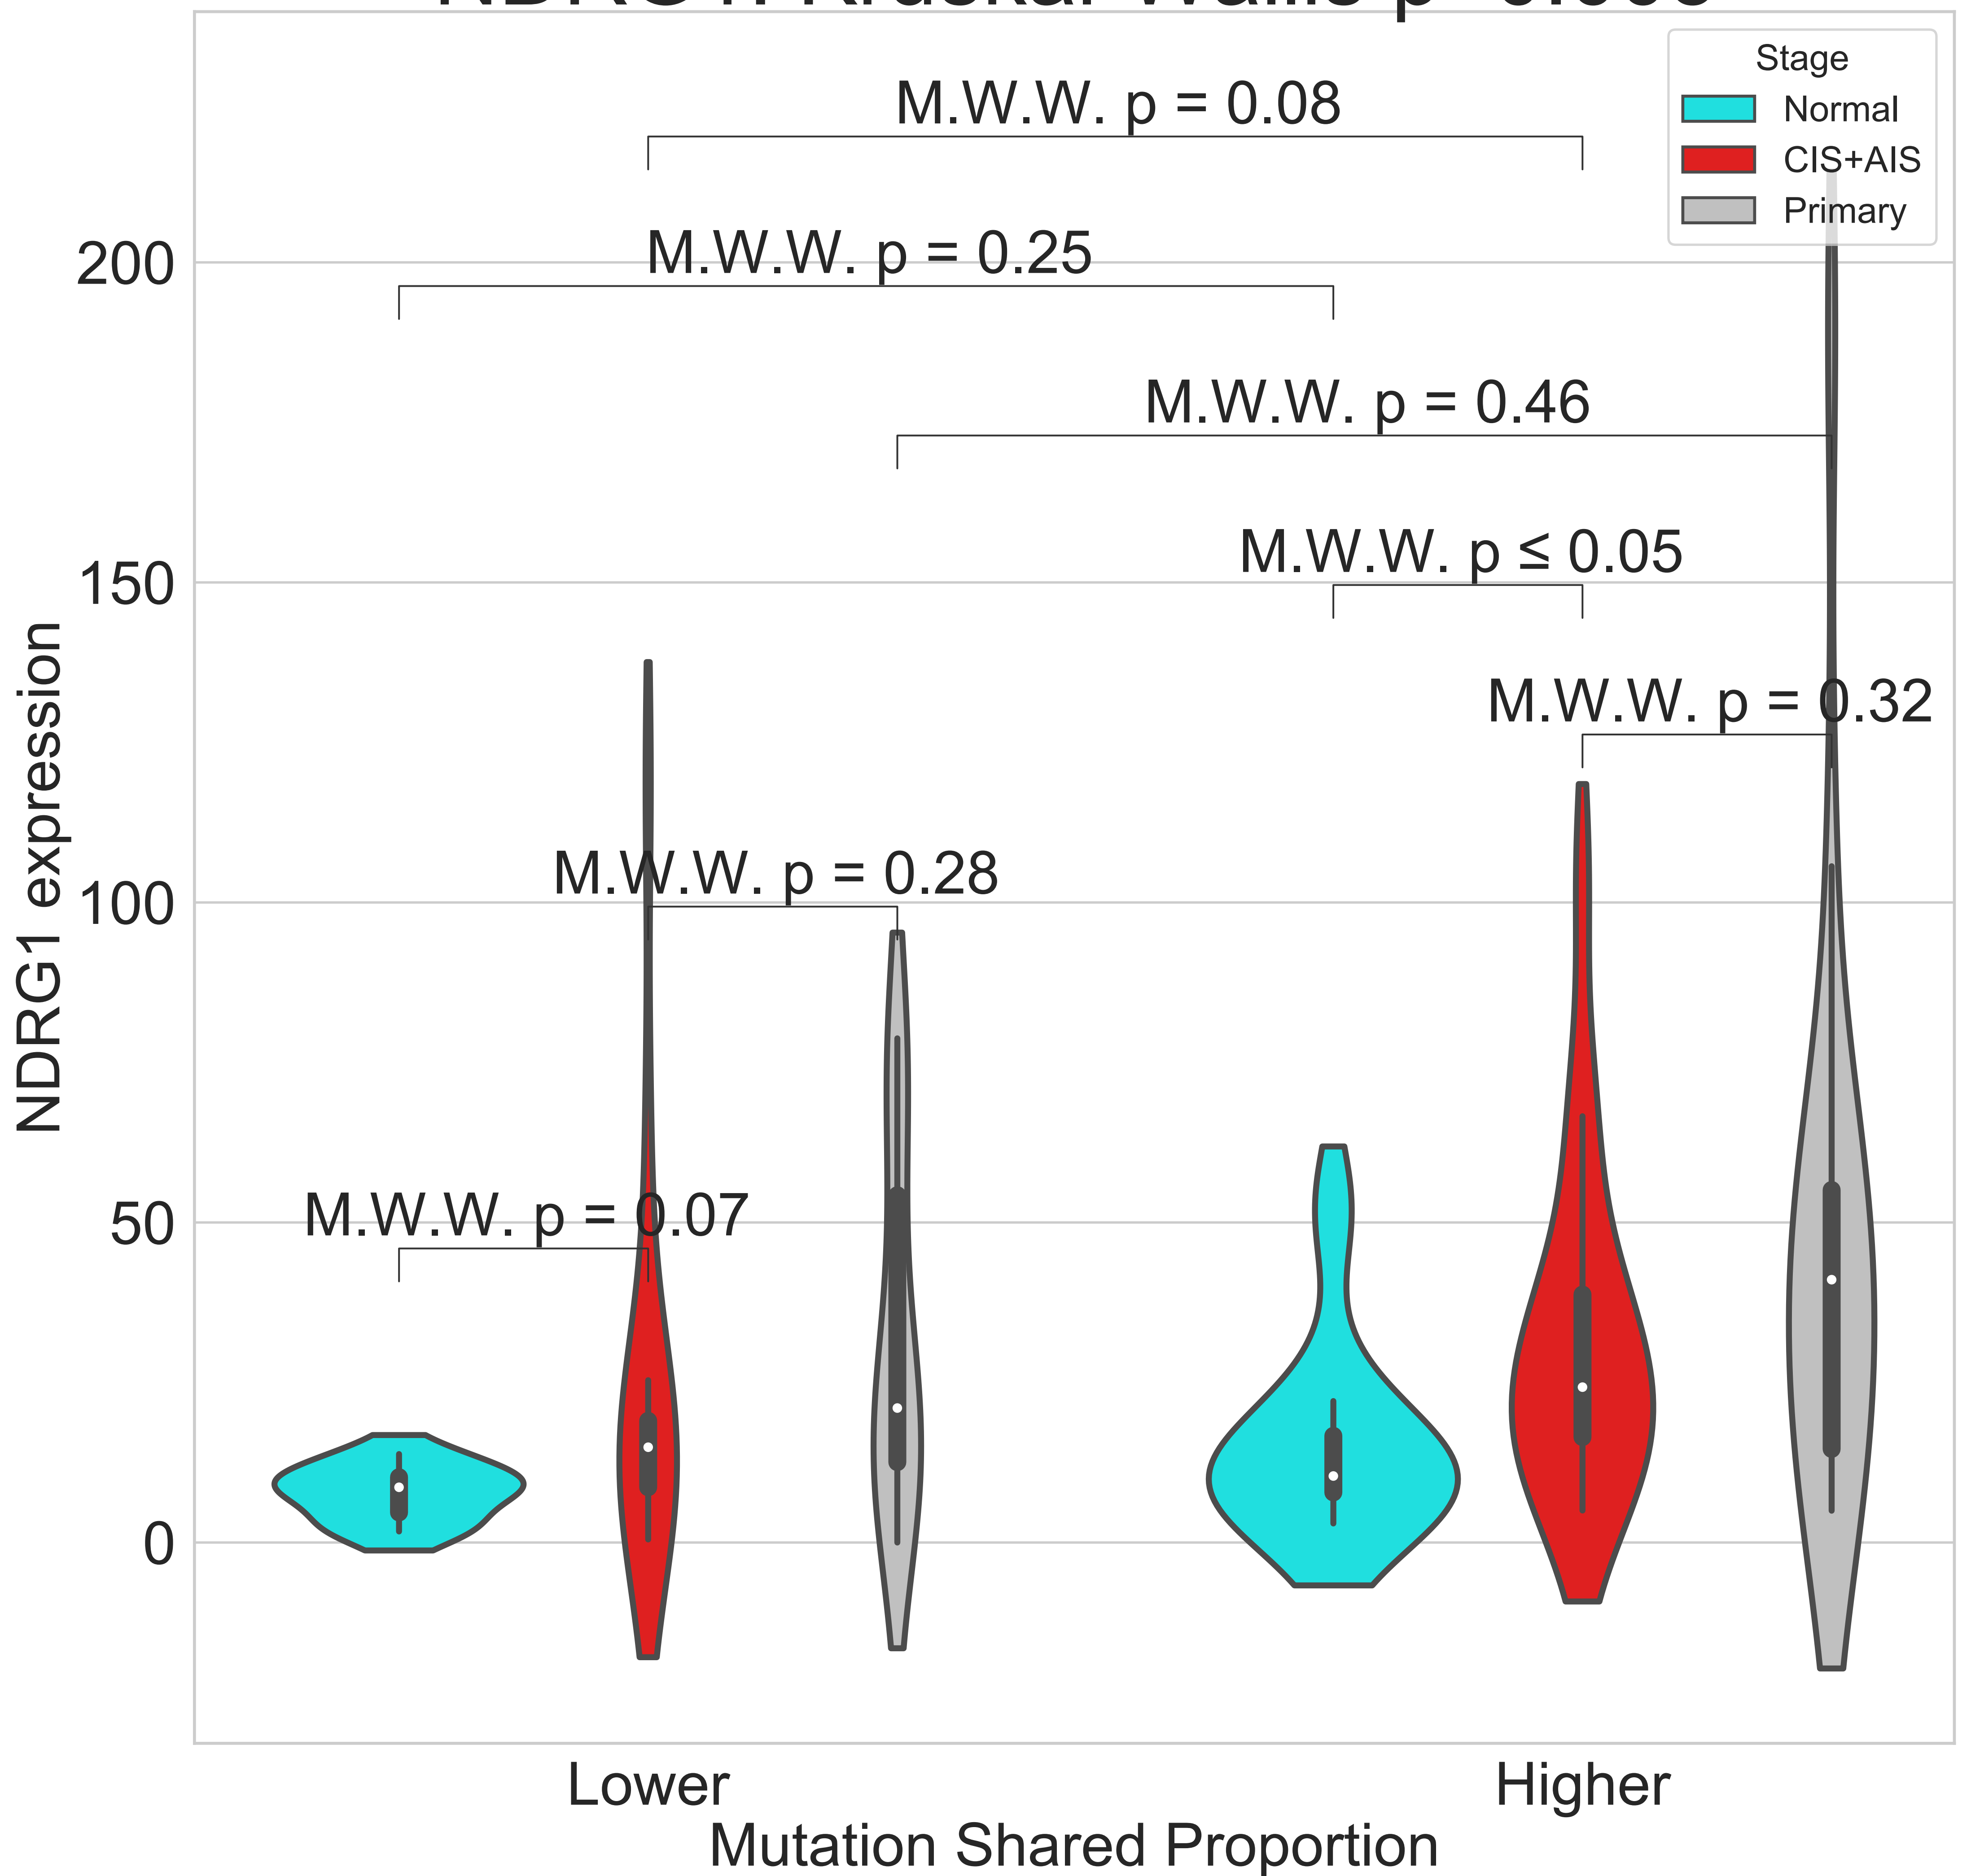 Stage
Normal
CIS+AIS
Primary
M.W.W. p = 0.08
M.W.W. p = 0.25
M.W.W. p = 0.46
M.W.W. p ≤ 0.05
M.W.W. p = 0.32
M.W.W. p = 0.28
M.W.W. p = 0.07
200
150
100
50
0
NDRG1 expression
Lower
Higher
Mutation Shared Proportion